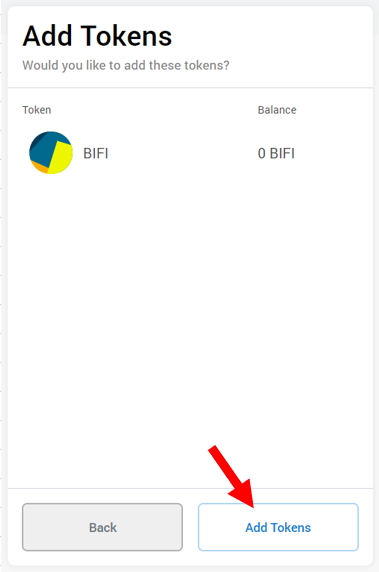 Add Tokens
Would you like to add these tokens?
Token Balance
BIFI 0 BIFI
Back Add Tokens